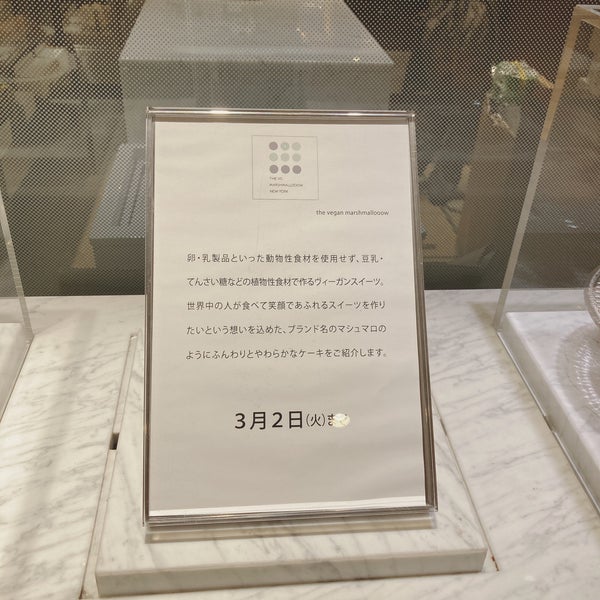 THE VG
MARSHMALLOOOW
NEW YORK
the vegan marshmallooow
卵・乳製品といった動物性食材を使用せず、豆乳・
てんさい糖などの植物性食材で作るヴィーガンスイーツ。
世界中の人が食べて笑顔であふれるスイーツを作り
たいという想いを込めた、ブランド名のマシュマロの
ようにふんわりとやわらかなケーキをご紹介します。
3月2日(火)ま